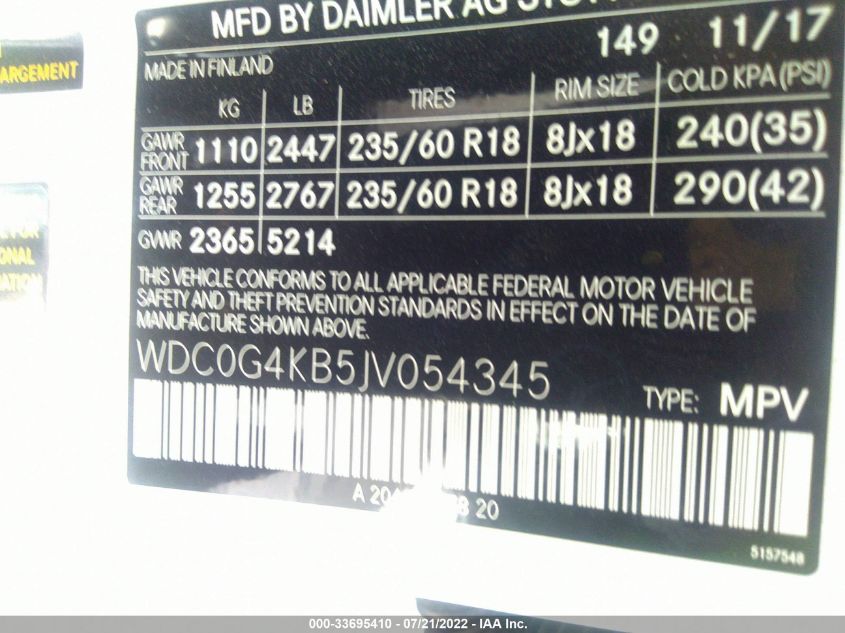 MFD BY DAIMLER AG
149 11/17
MADE IN FINLAND
KG LB TIRES RIM SIZE COLD KPA (PSI)
GAWR FRONT 1110 2447 235/60 R18 8Jx18 240(35)
GAWR REAR 1255 2767 235/60 R18 8Jx18 290(42)
GVWR 2365 5214
THIS VEHICLE CONFORMS TO ALL APPLICABLE FEDERAL MOTOR VEHICLE
SAFETY AND THEFT PREVENTION STANDARDS IN EFFECT ON THE DATE OF
MANUFACTURE SHOWN ABOVE.
WDC0G4KB5JV054345
TYPE: MPV
A 20
20
5157548
000-33695410 - 07/21/2022 - IAA Inc.